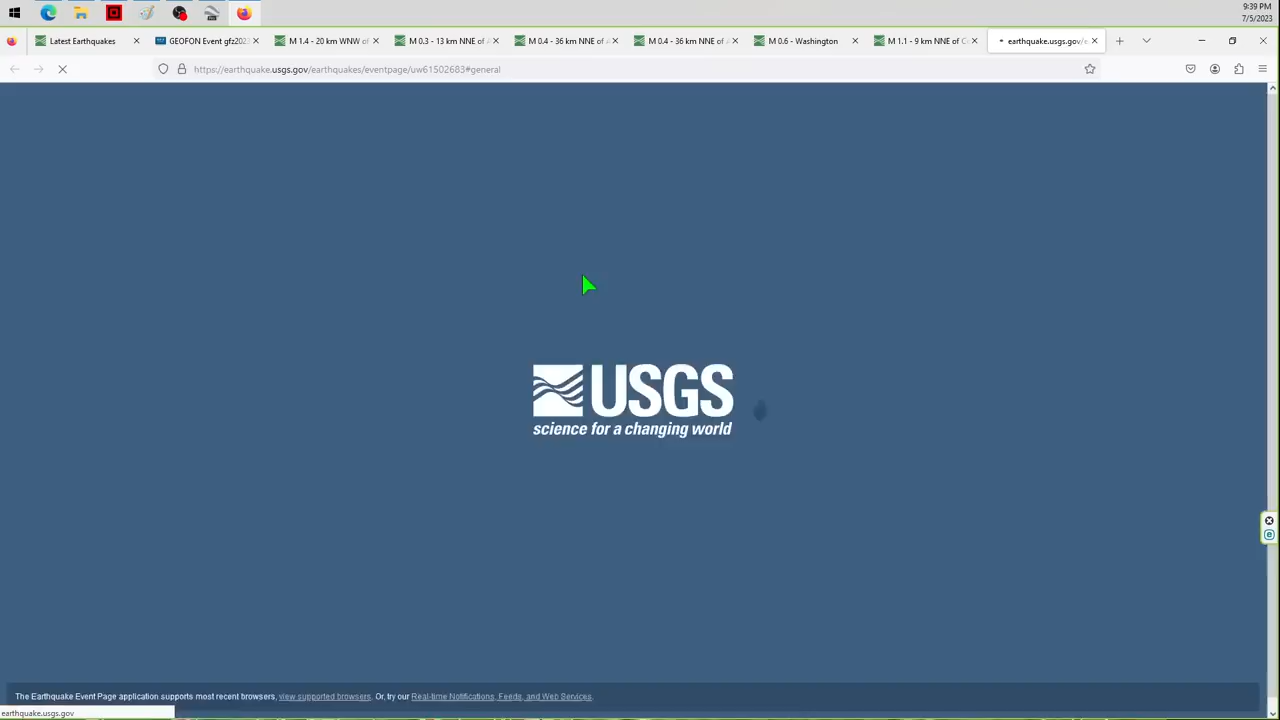 9:39 PM
7/5/2023
Latest Earthquakes
GEOFON Event gfz202
M 1.4 - 20 km WNW of
M 0.3 - 13 km NNE of
M 0.4 - 36 km NNE of
M 0.4 - 36 km NNE of
M 0.6 - Washington
M 1.1 - 9 km NNE of
earthquake.usgs.gov/e
https://earthquake.usgs.gov/earthquakes/eventpage/uw61502683#general
USGS
science for a changing world
The Earthquake Event Page application supports most recent browsers, view supported browsers. Or, try our Real-time Notifications, Feeds, and Web Services.
earthquake.usgs.gov